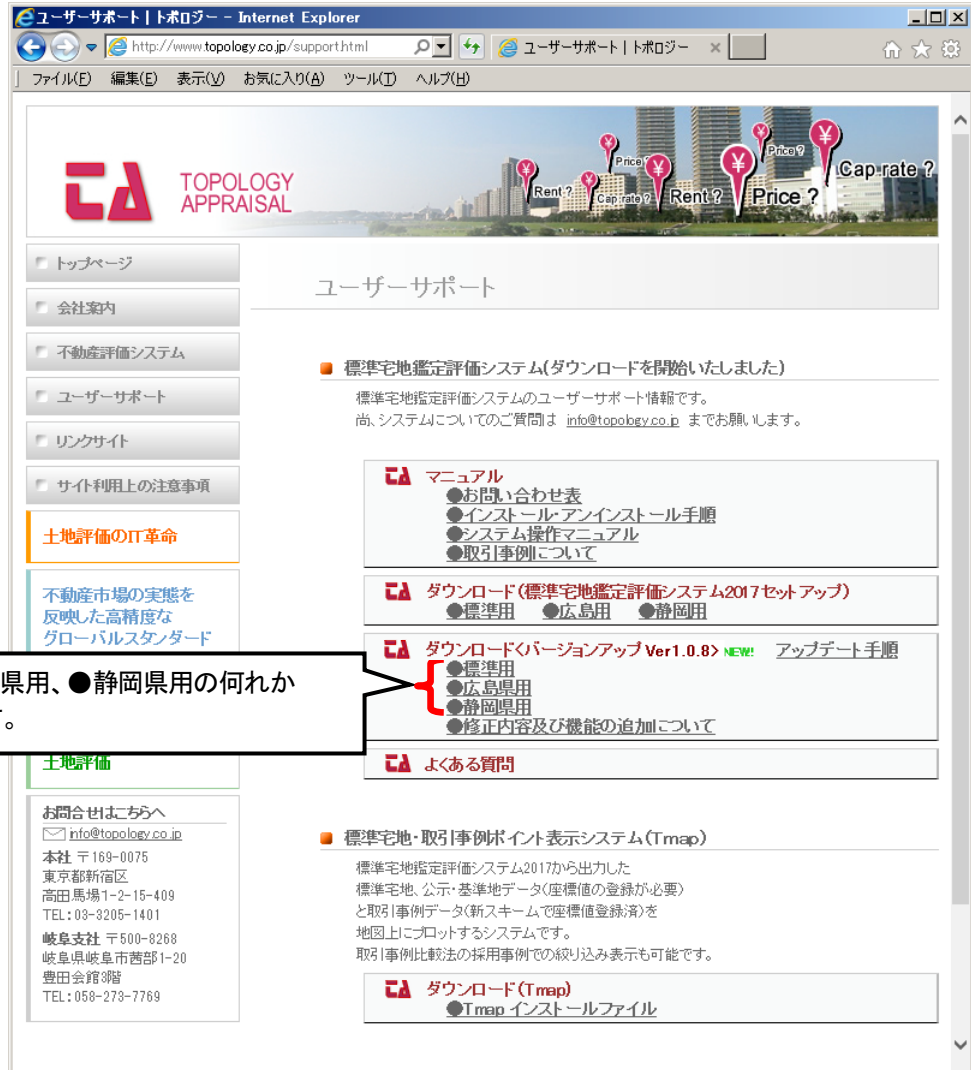 ユーザーサポート | トポロジー - Internet Explorer
http://www.topology.co.jp/support.html
ユーザーサポート | トポロジー
ファイル(F) 編集(E) 表示(V) お気に入り(A) ツール(T) ヘルプ(H)
TOPOLOGY
APPRAISAL
Rent ?
Price ?
Cap rate ?
Rent ?
Price ?
Price ?
Cap rate ?
トップページ
会社案内
不動産評価システム
ユーザーサポート
リンクサイト
サイト利用上の注意事項
土地評価のIT革命
不動産市場の実態を
反映した高精度な
グローバルスタンダード
土地評価
お問合せはこちらへ
info@topology.co.jp
本社 〒169-0075
東京都新宿区
高田馬場1-2-15-409
TEL:03-3205-1401
岐阜支社 〒500-8268
岐阜県岐阜市茜部1-20
豊田会館3階
TEL:058-273-7769
ユーザーサポート
標準宅地鑑定評価システム(ダウンロードを開始いたしました)
標準宅地鑑定評価システムのユーザーサポート情報です。
尚、システムについてのご質問は info@topology.co.jp までお願いします。
マニュアル
●お問い合わせ表
●インストール・アンインストール手順
●システム操作マニュアル
●取引事例について
ダウンロード(標準宅地鑑定評価システム2017セットアップ)
●標準用 ●広島用 ●静岡用
ダウンロード<バージョンアップ Ver1.0.8> NEW! アップデート手順
●標準用
●広島県用
●静岡県用
●修正内容及び機能の追加について
県用、●静岡県用の何れか
。
よくある質問
標準宅地・取引事例ポイント表示システム(Tmap)
標準宅地鑑定評価システム2017から出力した
標準宅地、公示・基準地データ(座標値の登録が必要)
と取引事例データ(新スキームで座標値登録済)を
地図上にプロットするシステムです。
取引事例比較法の採用事例での絞り込み表示も可能です。
ダウンロード(Tmap)
●Tmap インストールファイル